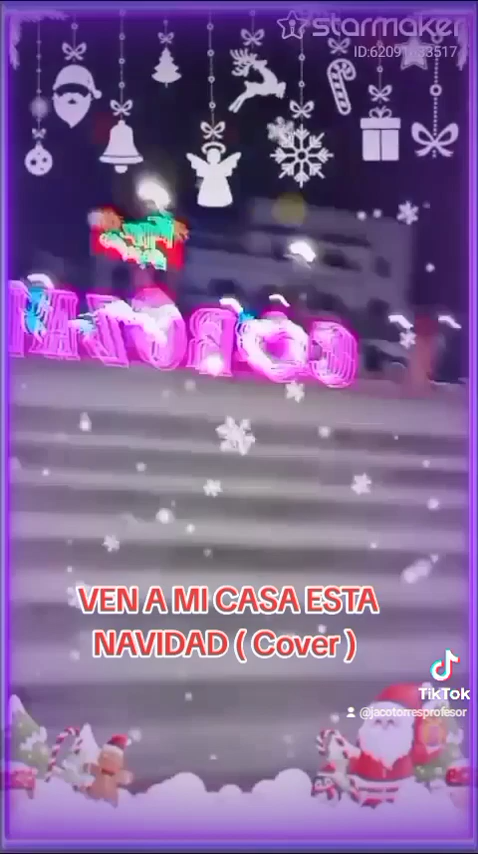 starmaker
VEN A MI CASA ESTA
NAVIDAD ( Cover )
TikTok
@jacotorresprofesor